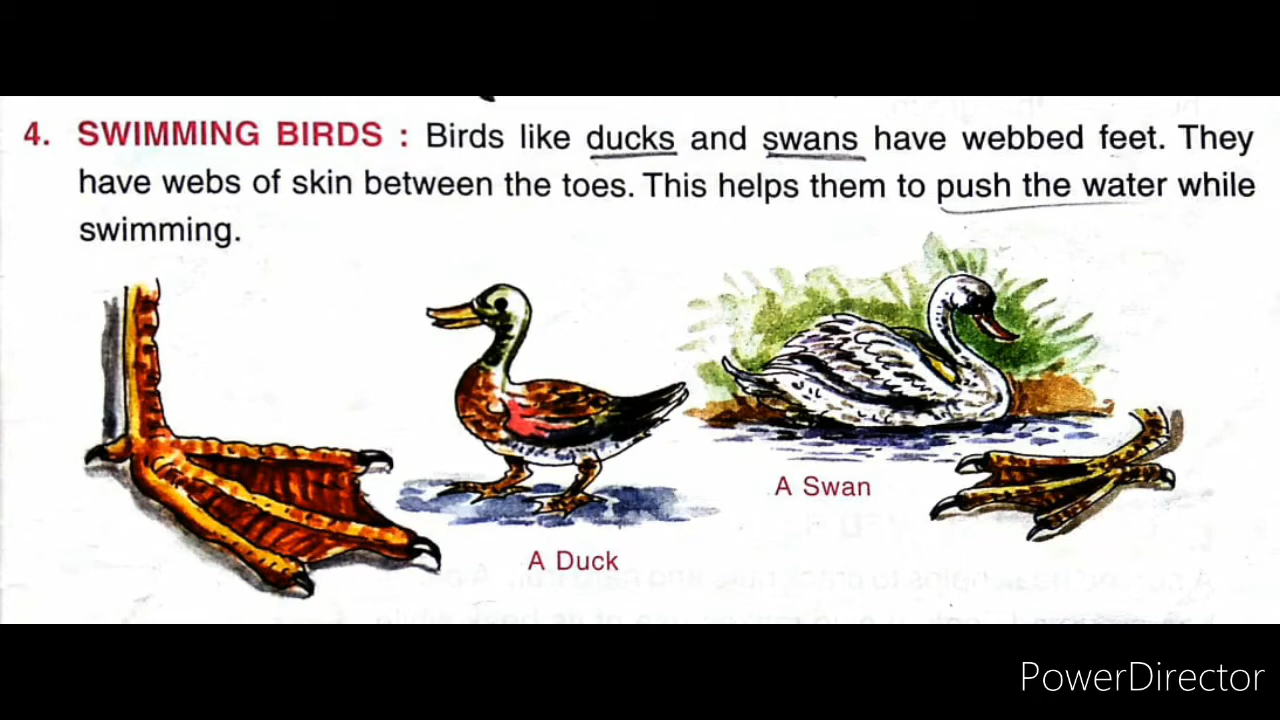 4. SWIMMING BIRDS : Birds like ducks and swans have webbed feet. They
have webs of skin between the toes. This helps them to push the water while
swimming.
A Swan
A Duck
PowerDirector